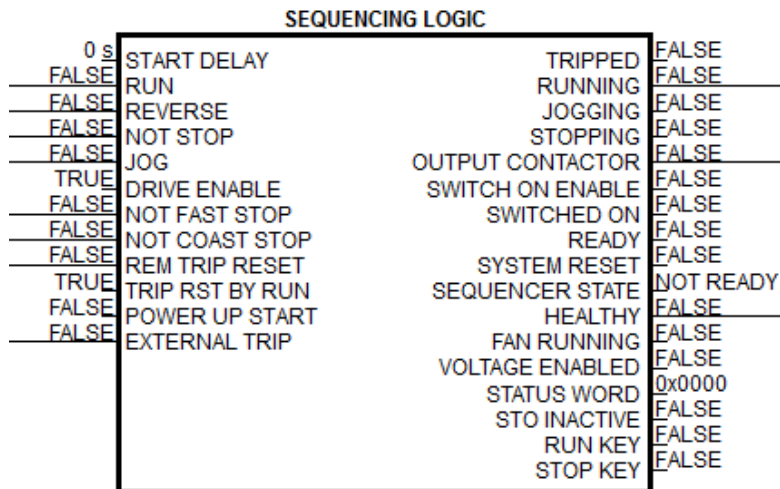 SEQUENCING LOGIC
0 s START DELAY TRIPPED FALSE
FALSE RUN RUNNING FALSE
FALSE REVERSE JOGGING FALSE
FALSE NOT STOP STOPPING FALSE
FALSE JOG OUTPUT CONTACTOR FALSE
TRUE DRIVE ENABLE SWITCH ON ENABLE FALSE
FALSE NOT FAST STOP SWITCHED ON FALSE
FALSE NOT COAST STOP READY FALSE
FALSE REM TRIP RESET SYSTEM RESET FALSE
TRUE TRIP RST BY RUN SEQUENCER STATE NOT READY
FALSE POWER UP START HEALTHY FALSE
FALSE EXTERNAL TRIP FAN RUNNING FALSE
VOLTAGE ENABLED FALSE
STATUS WORD 0x0000
STO INACTIVE FALSE
RUN KEY FALSE
STOP KEY FALSE